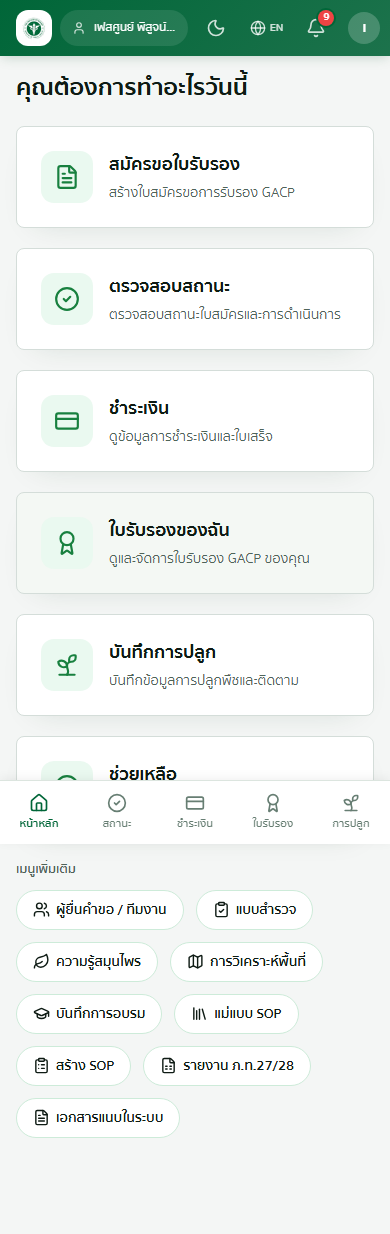 เฟสศูนย์ พิสูจน์...
EN
9
I
คุณต้องการทำอะไรวันนี้
สมัครขอใบรับรอง
สร้างใบสมัครขอการรับรอง GACP
ตรวจสอบสถานะ
ตรวจสอบสถานะใบสมัครและการดำเนินการ
ชำระเงิน
ดูข้อมูลการชำระเงินและใบเสร็จ
ใบรับรองของฉัน
ดูและจัดการใบรับรอง GACP ของคุณ
บันทึกการปลูก
บันทึกข้อมูลการปลูกพืชและติดตาม
ช่วยเหลือ
หน้าหลัก
สถานะ
ชำระเงิน
ใบรับรอง
การปลูก
เมนูเพิ่มเติม
ผู้ยื่นคำขอ / ทีมงาน
แบบสำรวจ
ความรู้สมุนไพร
การวิเคราะห์พื้นที่
บันทึกการอบรม
แม่แบบ SOP
สร้าง SOP
รายงาน ภ.ท.27/28
เอกสารแนบในระบบ